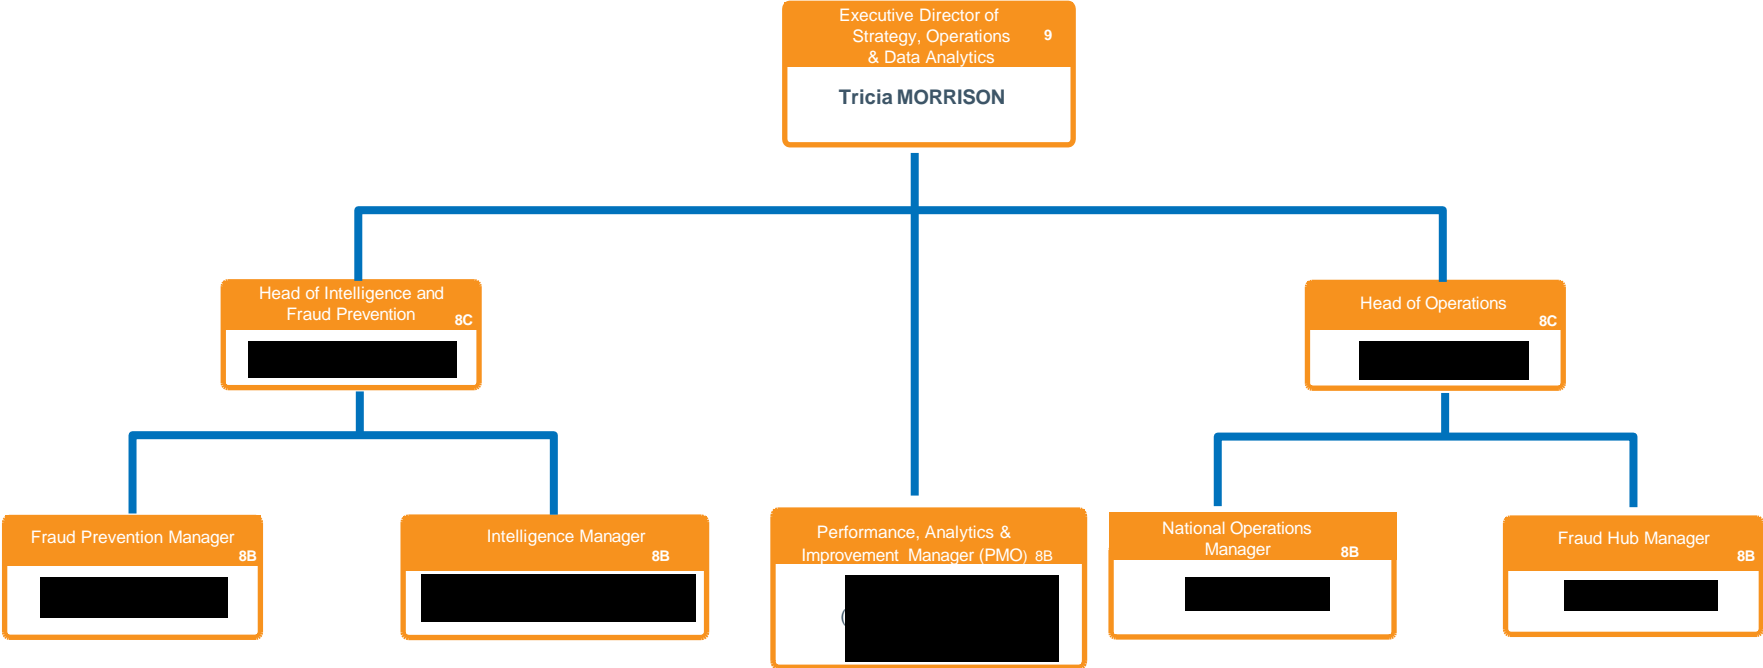 Executive Director of
Strategy, Operations 9
& Data Analytics
Tricia MORRISON
Head of Intelligence and
Fraud Prevention 8C
Head of Operations
8C
Fraud Prevention Manager
8B
Intelligence Manager
8B
Performance, Analytics &
Improvement Manager (PMO) 8B
(
National Operations
Manager 8B
Fraud Hub Manager
8B